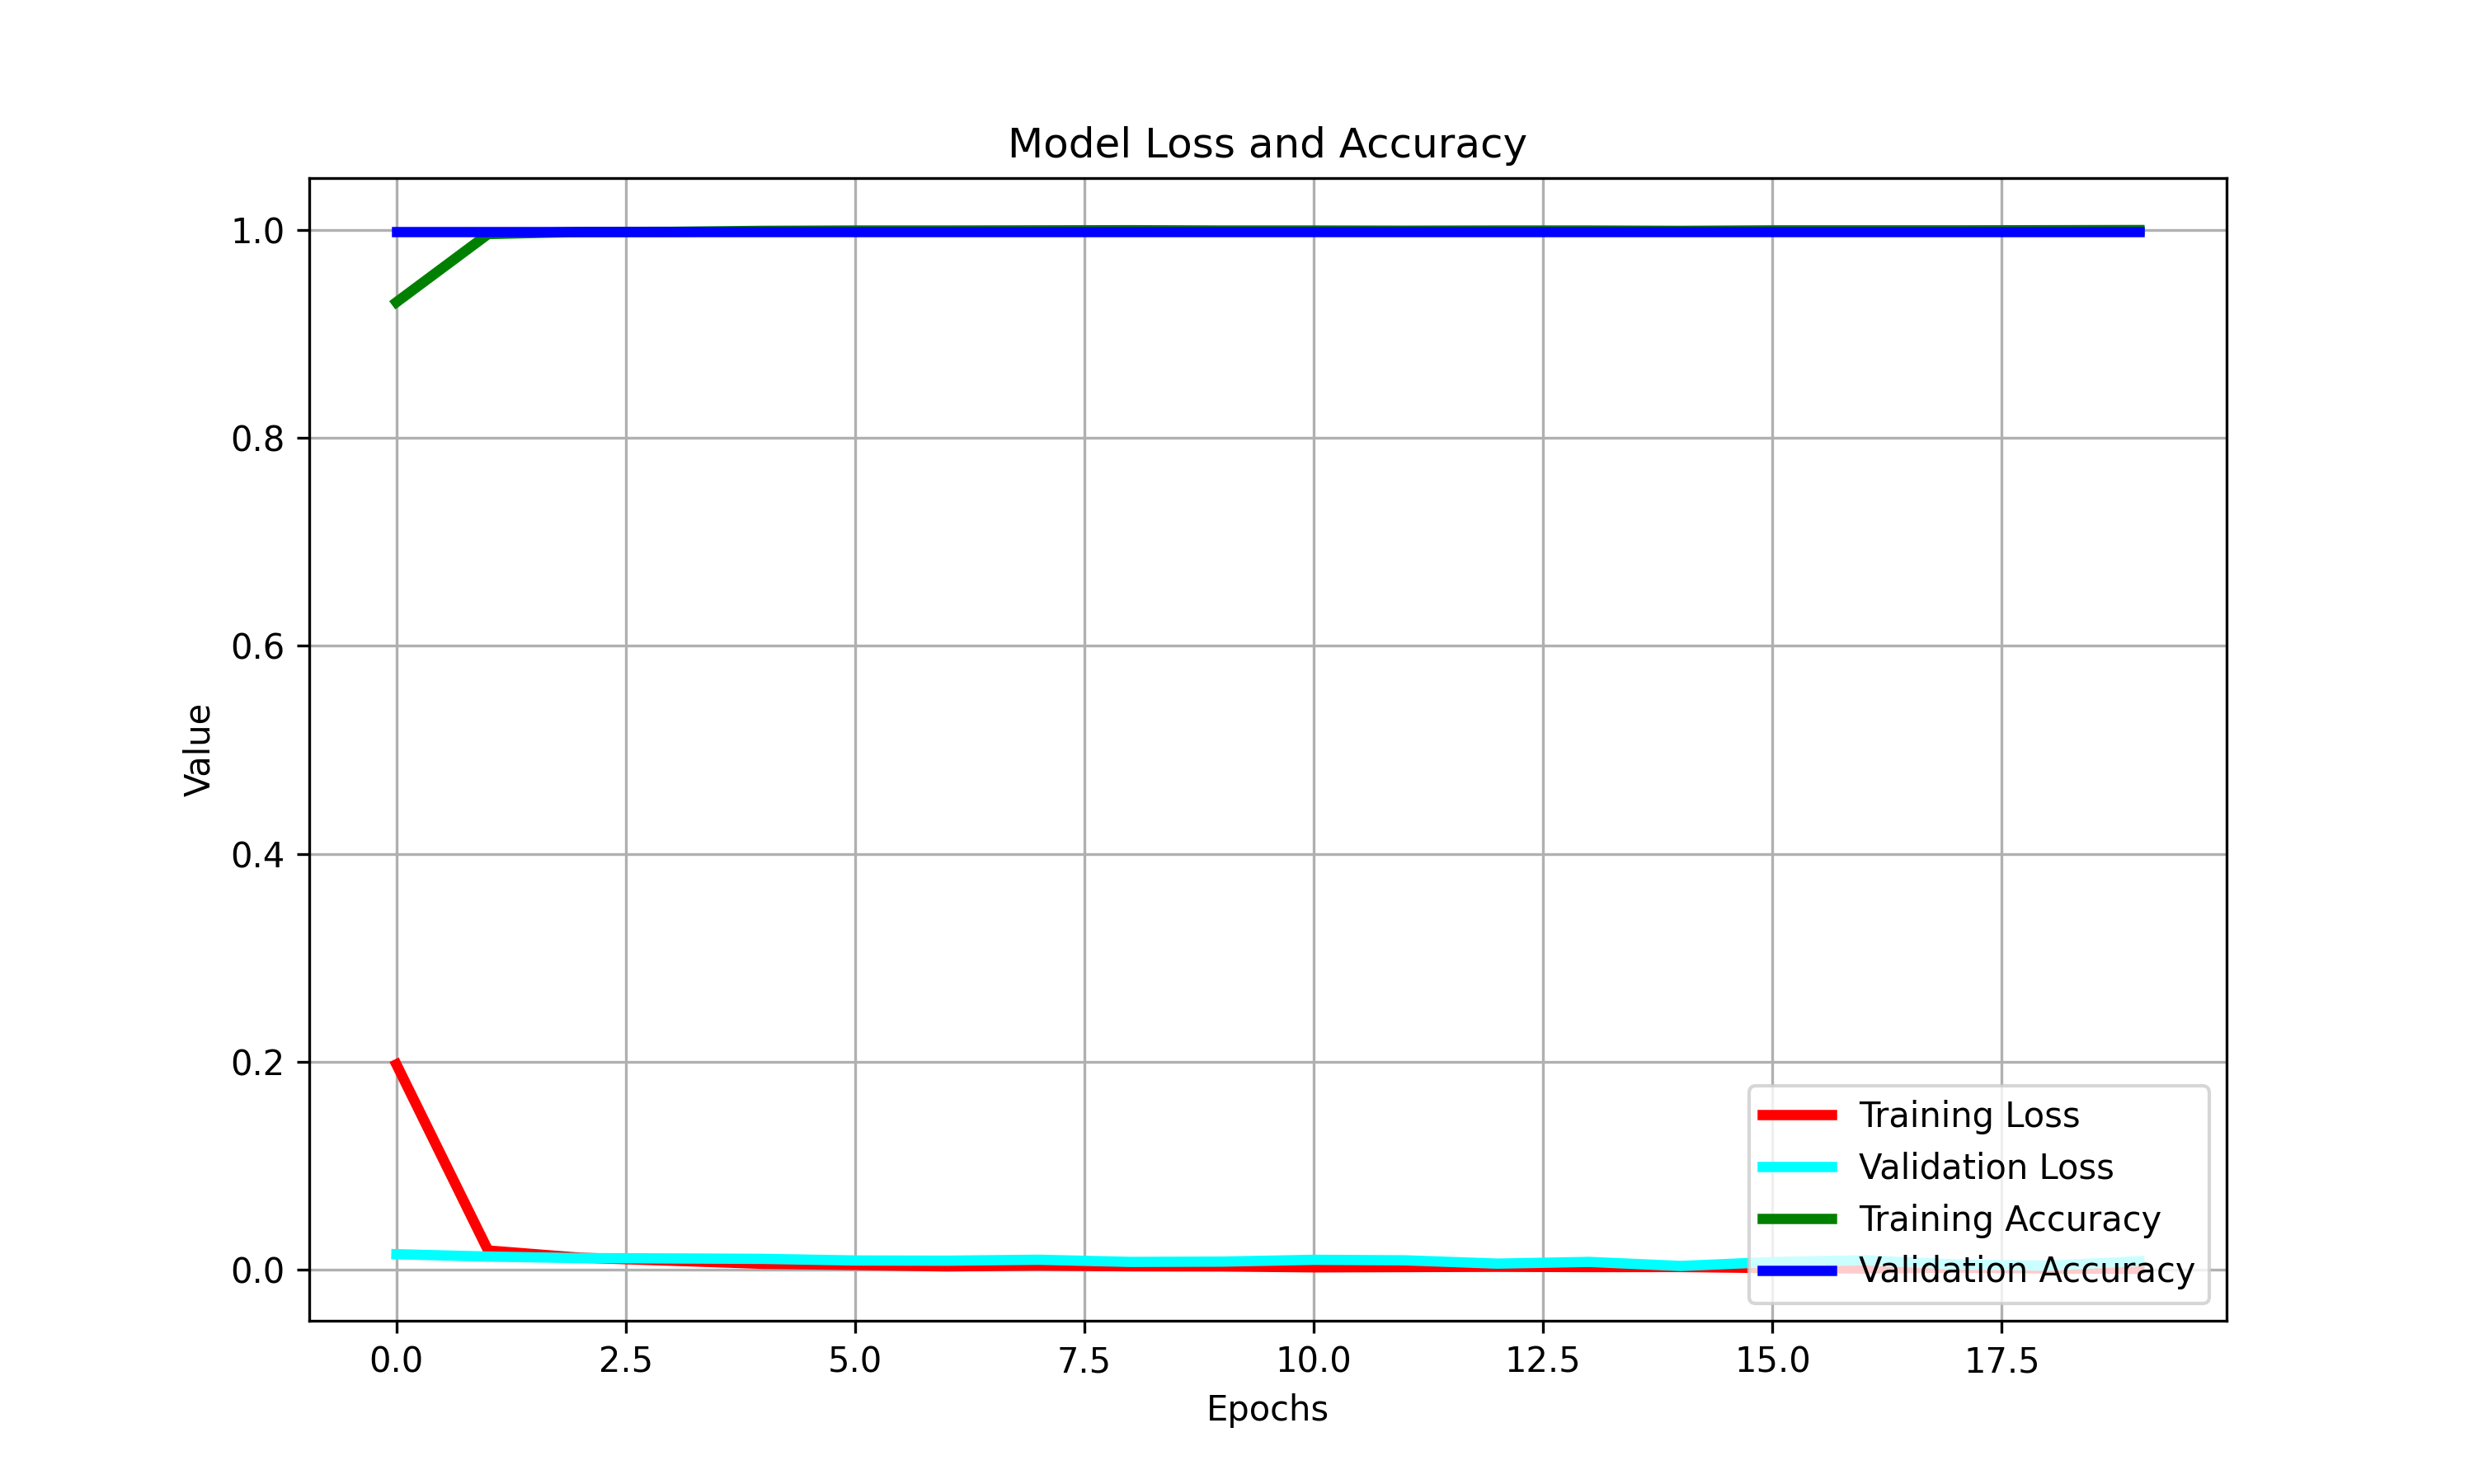 Model Loss and Accuracy
1.0
0.8
0.6
0.4
0.2
0.0
Value
Training Loss
Validation Loss
Training Accuracy
Validation Accuracy
0.0 2.5 5.0 7.5 10.0 12.5 15.0 17.5
Epochs